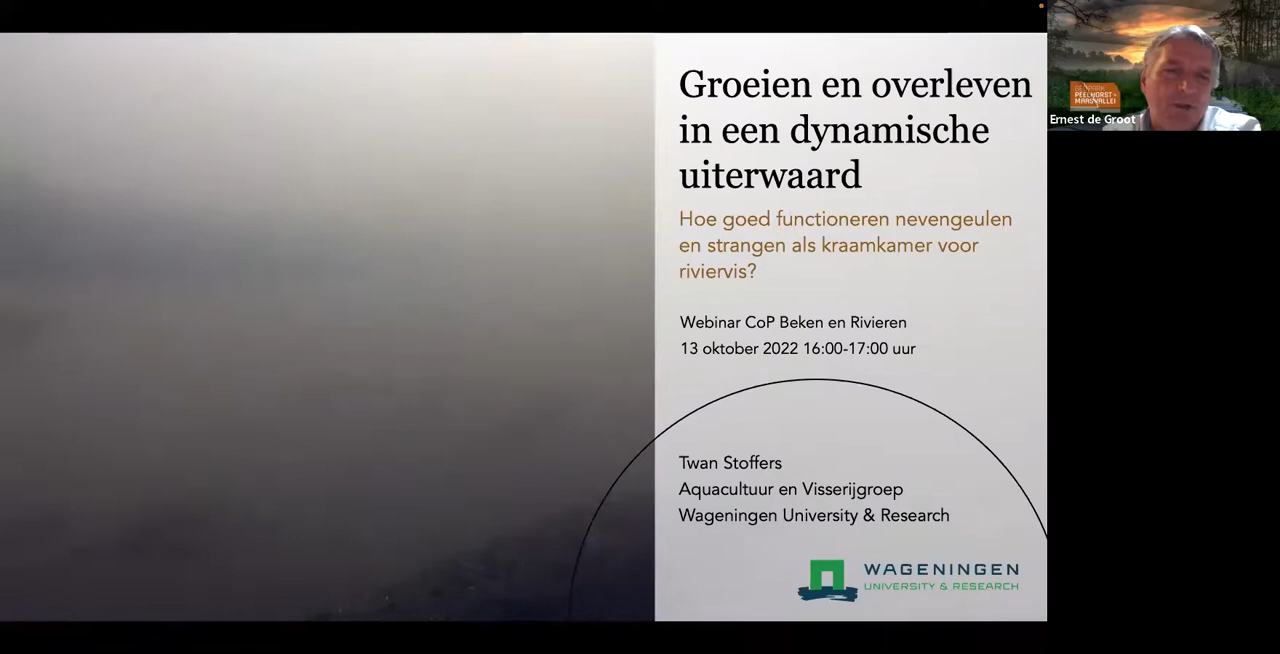 Groeien en overleven
in een dynamische
uiterwaard
Hoe goed functioneren nevengeulen
en strangen als kraamkamer voor
riviervis?
Webinar CoP Beken en Rivieren
13 oktober 2022 16:00-17:00 uur
Twan Stoffers
Aquacultuur en Visserijgroep
Wageningen University & Research
WAGENINGEN
UNIVERSITY & RESEARCH
PEELHORST
MAASVALLEI
Ernest de Groot